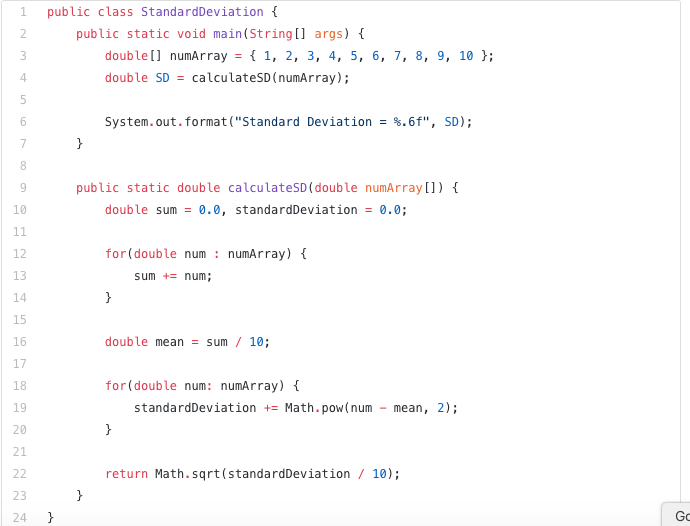 1 public class StandardDeviation {
2     public static void main(String[] args) {
3         double[] numArray = { 1, 2, 3, 4, 5, 6, 7, 8, 9, 10 };
4         double SD = calculateSD(numArray);
5
6         System.out.format("Standard Deviation = %.6f", SD);
7     }
8
9     public static double calculateSD(double numArray[]) {
10         double sum = 0.0, standardDeviation = 0.0;
11
12         for(double num : numArray) {
13             sum += num;
14         }
15
16         double mean = sum / 10;
17
18         for(double num: numArray) {
19             standardDeviation += Math.pow(num - mean, 2);
20         }
21
22         return Math.sqrt(standardDeviation / 10);
23     }
24 }